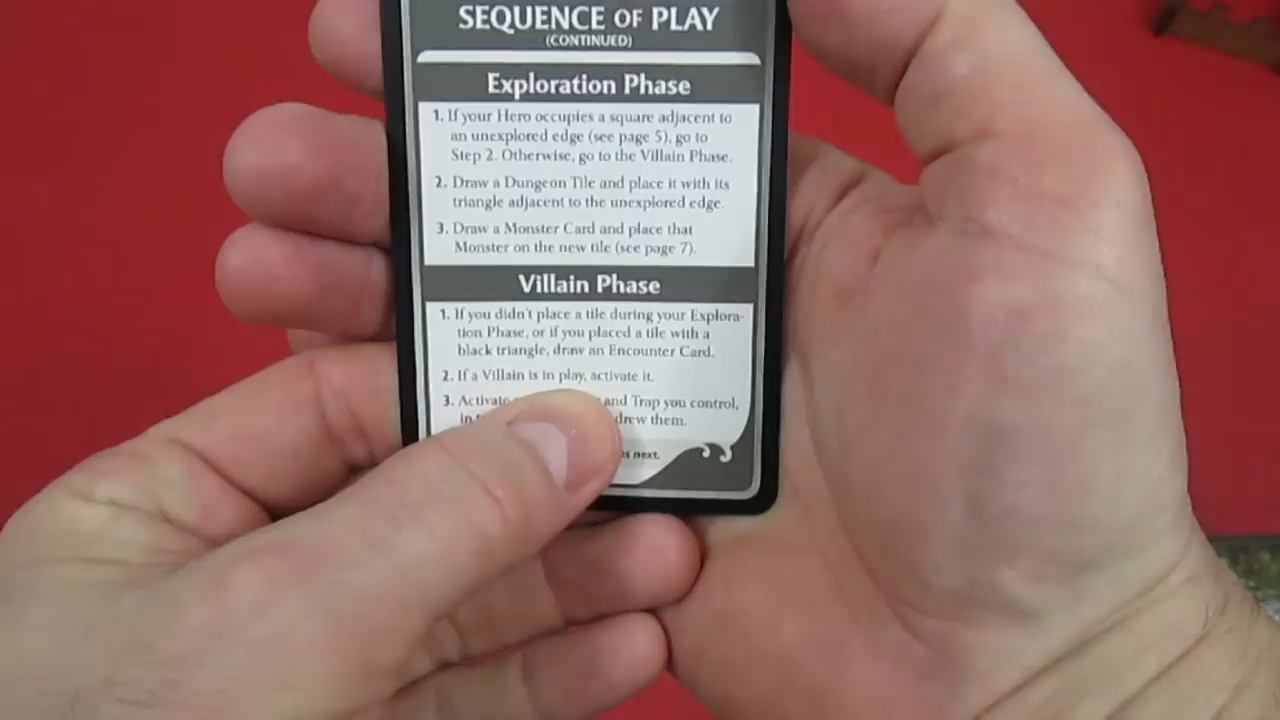 SEQUENCE OF PLAY
(CONTINUED)
Exploration Phase
1. If your Hero occupies a square adjacent to
an unexplored edge (see page 5), go to
Step 2. Otherwise, go to the Villain Phase.
2. Draw a Dungeon Tile and place it with its
triangle adjacent to the unexplored edge.
3. Draw a Monster Card and place that
Monster on the new tile (see page 7).
Villain Phase
1. If you didn't place a tile during your Explora-
tion Phase, or if you placed a tile with a
black triangle, draw an Encounter Card.
2. If a Villain is in play, activate it.
3. Activate and Trap you control,
in drew them.
next.